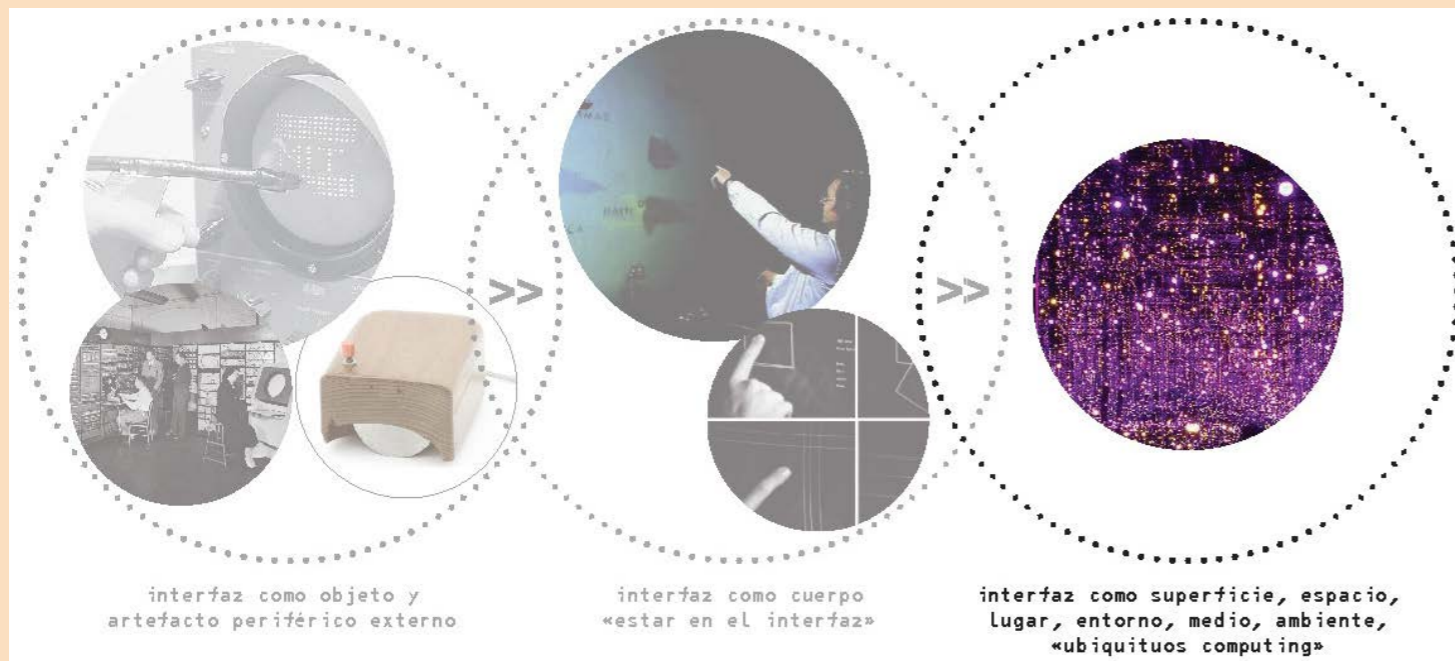 >>
>>
interfaz como objeto y
artefacto periférico externo
interfaz como cuerpo
«estar en el interfaz»
interfaz como superficie, espacio,
lugar, entorno, medio, ambiente,
«ubiquituos computing»